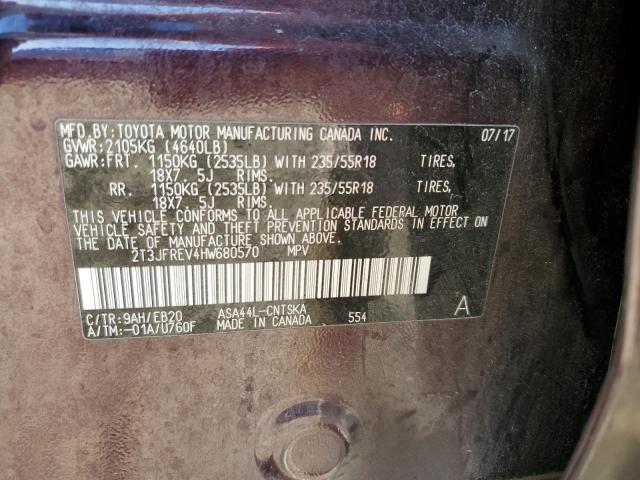 MFD.BY:TOYOTA MOTOR MANUFACTURING CANADA INC. 07/17
GVWR:2105KG (4640LB)
GAWR:FRT. 1150KG (2535LB) WITH 235/55R18 TIRES,
18X7. 5J RIMS.
RR. 1150KG (2535LB) WITH 235/55R18 TIRES,
18X7. 5J RIMS.
THIS VEHICLE CONFORMS TO ALL APPLICABLE FEDERAL MOTOR
VEHICLE SAFETY AND THEFT PREVENTION STANDARDS IN EFFECT ON
THE DATE OF MANUFACTURE SHOWN ABOVE.
2T3JFREV4HW680570 MPV
C/TR:9AH/EB20 ASA44L-CNTSKA A
A/TM:-01A/U760F MADE IN CANADA 554